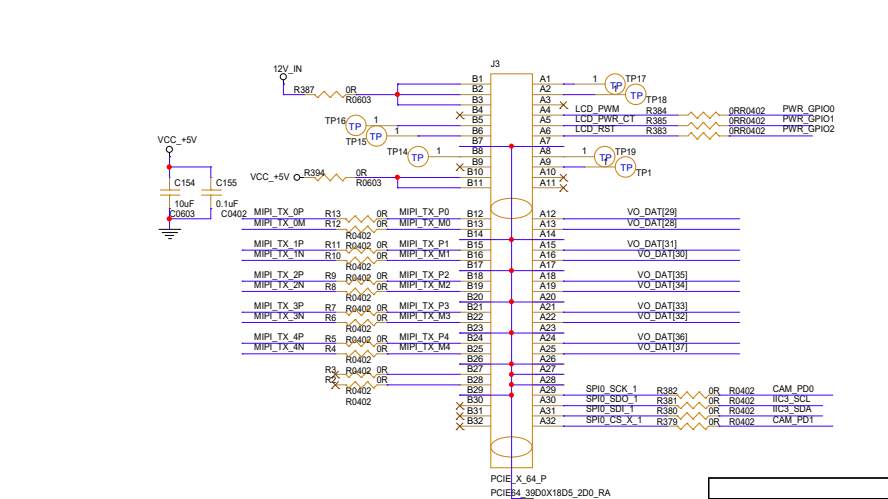 J3
12V_IN
R387 0R
R0603
B1 A1 1 TP TP17
B2 A2 1 TP TP18
B3 A3
B4 A4 LCD_PWM R384 0RR0402 PWR_GPIO0
TP16 TP 1 B5 A5 LCD_PWR_CT R385 0RR0402 PWR_GPIO1
TP15 TP 1 B6 A6 LCD_RST R383 0RR0402 PWR_GPIO2
B7 A7
VCC_+5V
TP14 TP 1 B8 A8 1 TP TP19
B9 A9 1 TP TP1
VCC_+5V R394 0R B10 A10
R0603 B11 A11
C154 C155
10uF 0.1uF
C0603 C0402
MIPI_TX_0P R13 0R MIPI_TX_P0 B12 A12 VO_DAT[29]
MIPI_TX_0M R12 0R MIPI_TX_M0 B13 A13 VO_DAT[28]
R0402 B14 A14
MIPI_TX_1P R11 R0402 0R MIPI_TX_P1 B15 A15 VO_DAT[31]
MIPI_TX_1N R10 0R MIPI_TX_M1 B16 A16 VO_DAT[30]
R0402 B17 A17
MIPI_TX_2P R9 R0402 0R MIPI_TX_P2 B18 A18 VO_DAT[35]
MIPI_TX_2N R8 0R MIPI_TX_M2 B19 A19 VO_DAT[34]
R0402 B20 A20
MIPI_TX_3P R7 R0402 0R MIPI_TX_P3 B21 A21 VO_DAT[33]
MIPI_TX_3N R6 0R MIPI_TX_M3 B22 A22 VO_DAT[32]
R0402 B23 A23
MIPI_TX_4P R5 R0402 0R MIPI_TX_P4 B24 A24 VO_DAT[36]
MIPI_TX_4N R4 0R MIPI_TX_M4 B25 A25 VO_DAT[37]
R0402 B26 A26
R3 R0402 0R B27 A27
R2 0R B28 A28
R0402 B29 A29 SPI0_SCK_1 R382 0R R0402 CAM_PD0
R0402 B30 A30 SPI0_SDO_1 R381 0R R0402 IIC3_SCL
B31 A31 SPI0_SDI_1 R380 0R R0402 IIC3_SDA
B32 A32 SPI0_CS_X_1 R379 0R R0402 CAM_PD1
PCIE_X_64_P
PCIE64_39D0X18D5_2D0_RA